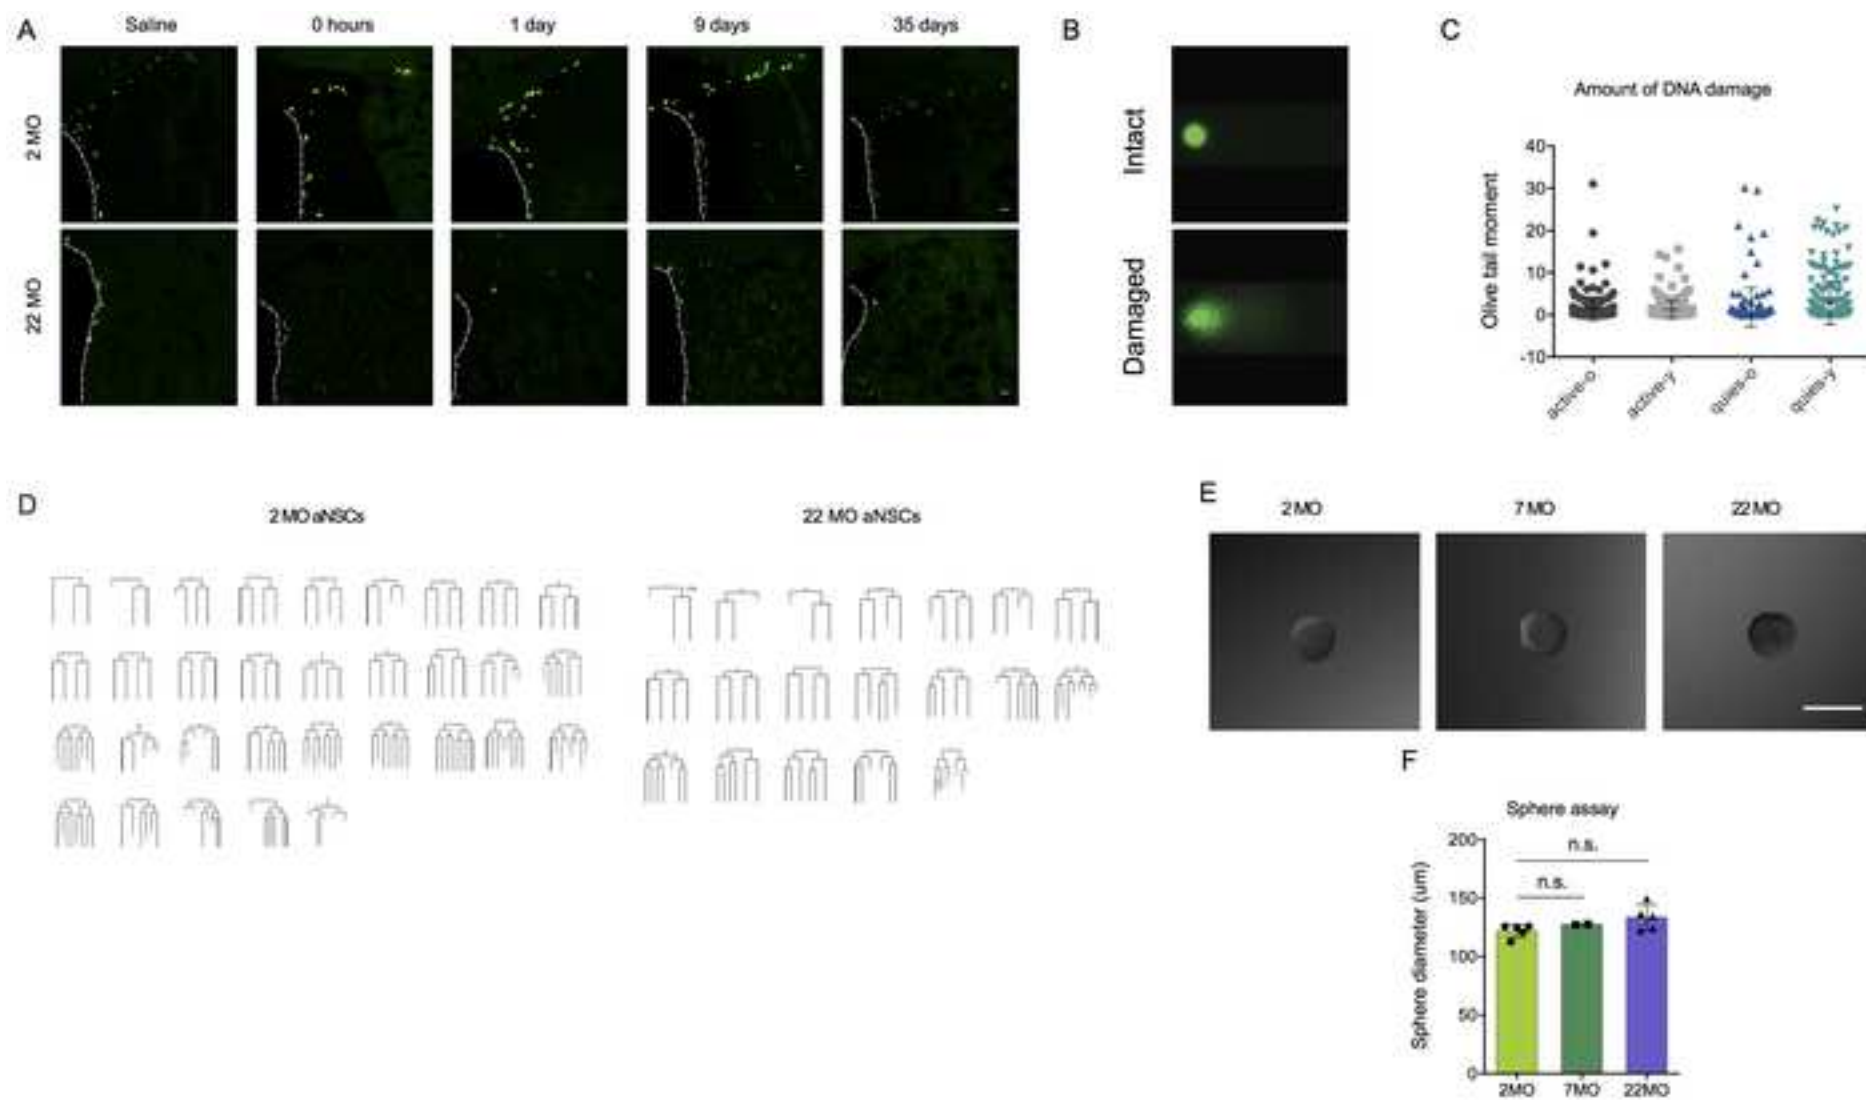 A
Saline
0 hours
1 day
9 days
35 days
2 MO
22 MO
B
Intact
Damaged
C
Amount of DNA damage
Olive tail moment
40
30
20
10
0
-10
active-o
active-y
quies-o
quies-y
D
2 MO aNSCs
22 MO aNSCs
E
2 MO
7 MO
22 MO
F
Sphere assay
Sphere diameter (um)
200
150
100
50
0
n.s.
n.s.
2MO
7MO
22MO